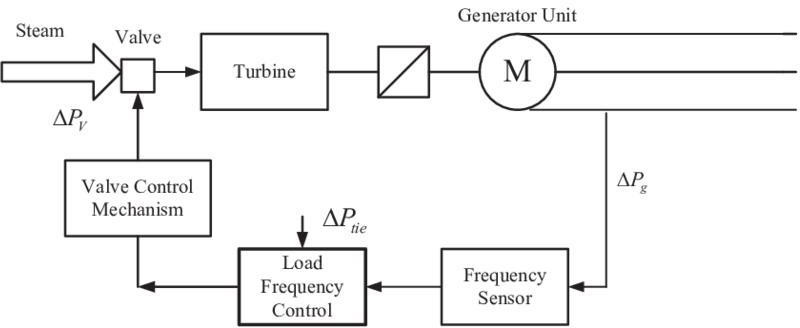 Generator Unit
Steam
Valve
Turbine
M
ΔP_V
Valve Control
Mechanism
ΔP_g
ΔP_tie
Load
Frequency
Control
Frequency
Sensor